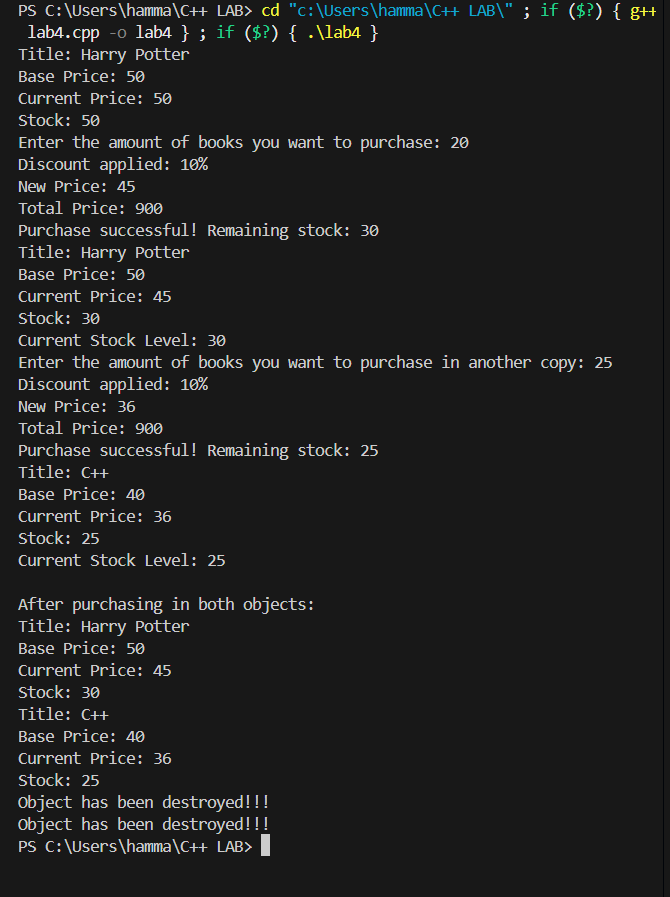 PS C:\Users\hamma\C++ LAB> cd "c:\Users\hamma\C++ LAB\" ; if ($?) { g++
 lab4.cpp -o lab4 } ; if ($?) { .\lab4 }
Title: Harry Potter
Base Price: 50
Current Price: 50
Stock: 50
Enter the amount of books you want to purchase: 20
Discount applied: 10%
New Price: 45
Total Price: 900
Purchase successful! Remaining stock: 30
Title: Harry Potter
Base Price: 50
Current Price: 45
Stock: 30
Current Stock Level: 30
Enter the amount of books you want to purchase in another copy: 25
Discount applied: 10%
New Price: 36
Total Price: 900
Purchase successful! Remaining stock: 25
Title: C++
Base Price: 40
Current Price: 36
Stock: 25
Current Stock Level: 25

After purchasing in both objects:
Title: Harry Potter
Base Price: 50
Current Price: 45
Stock: 30
Title: C++
Base Price: 40
Current Price: 36
Stock: 25
Object has been destroyed!!!
Object has been destroyed!!!
PS C:\Users\hamma\C++ LAB>